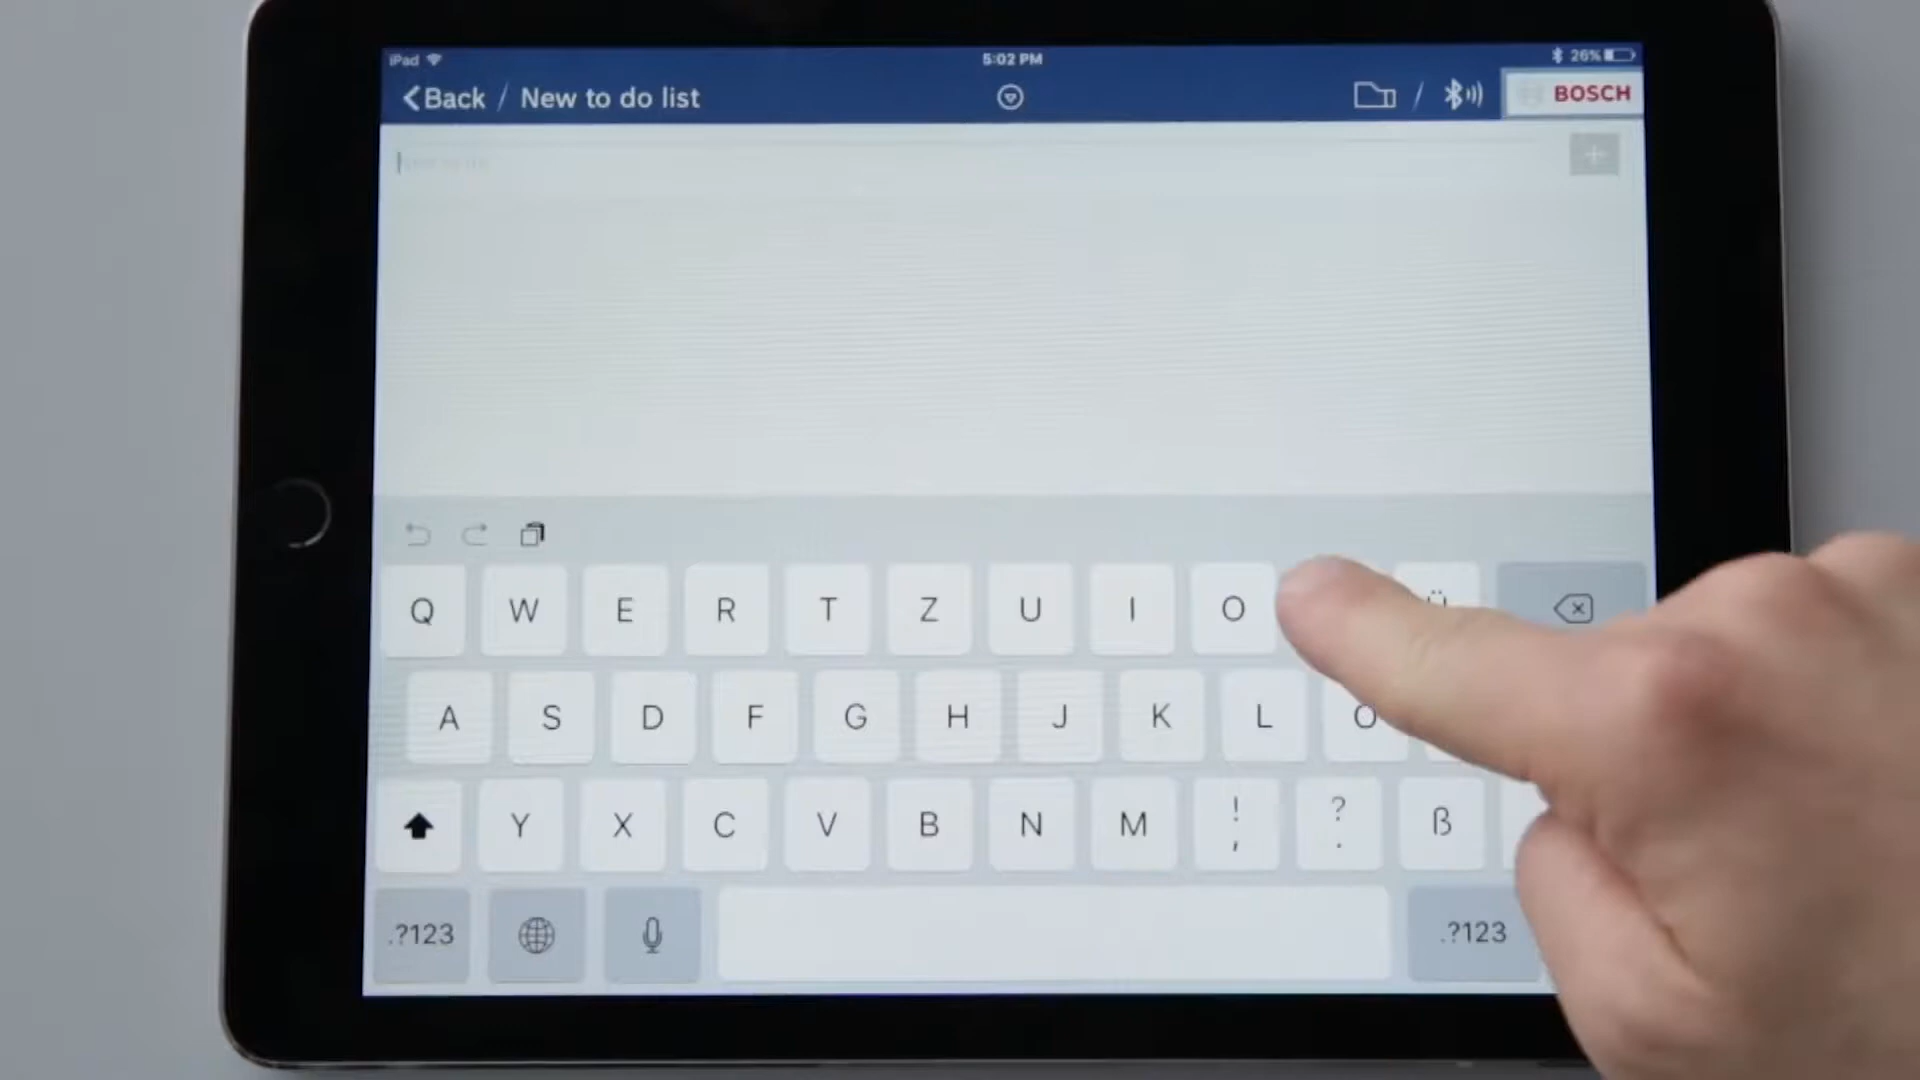 iPad 5:02 PM 26%
Back / New to do list / BOSCH
Q W E R T Z U I O Ü
A S D F G H J K L Ö
Y X C V B N M ! , ? . ß
.?123 .?123